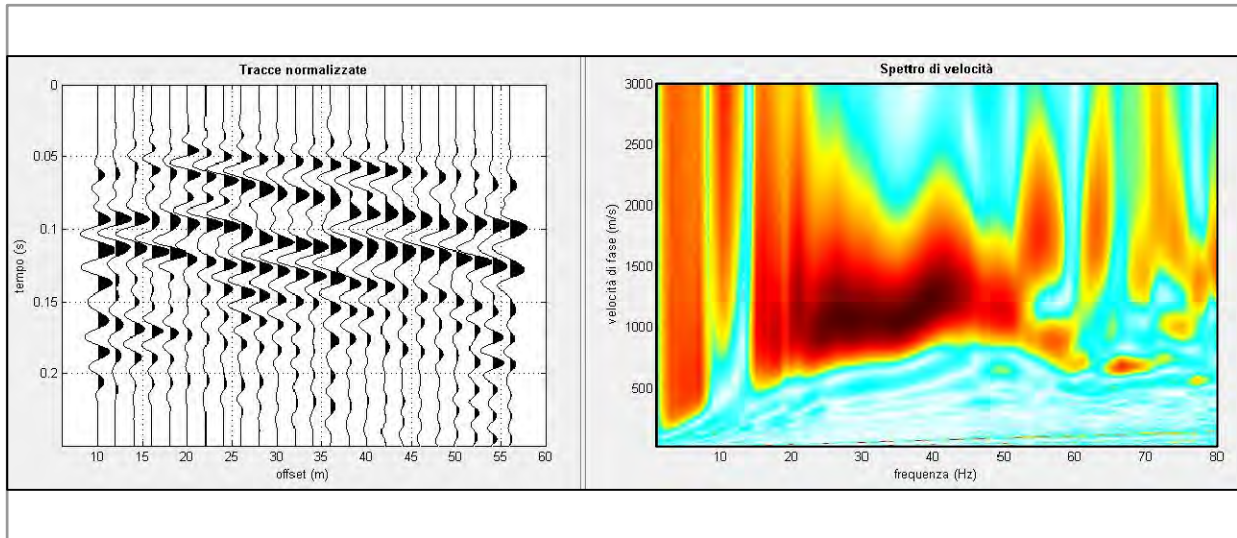 Tracce normalizzate
0
0.05
0.1
0.15
0.2
tempo (s)
10 15 20 25 30 35 40 45 50 55 60
offset (m)
Spettro di velocità
3000
2500
2000
1500
1000
500
velocità di fase (m/s)
10 20 30 40 50 60 70 80
frequenza (Hz)